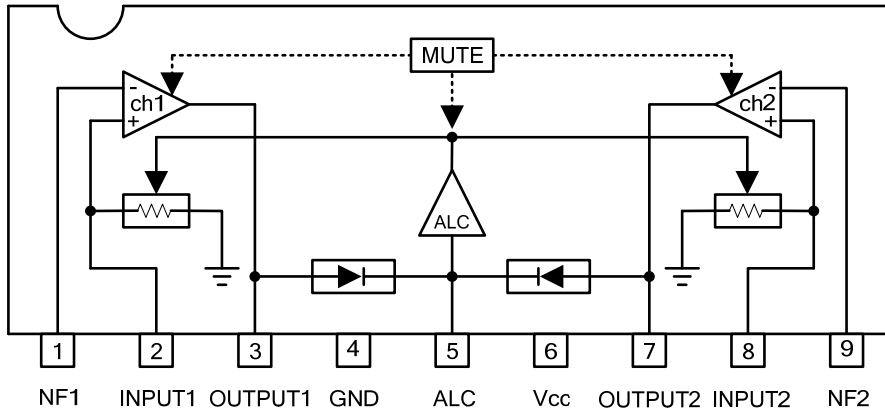 MUTE
- ch1 +
- ch2 +
ALC
1 2 3 4 5 6 7 8 9
NF1 INPUT1 OUTPUT1 GND ALC Vcc OUTPUT2 INPUT2 NF2